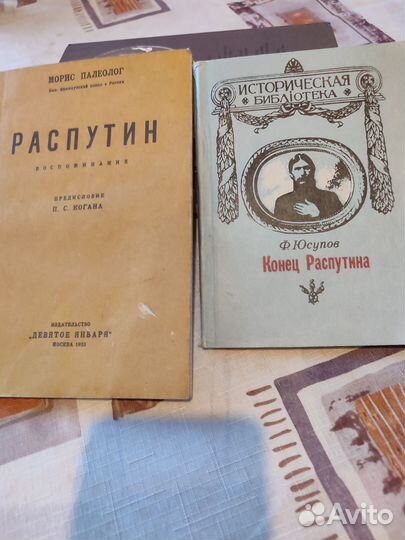 МОРИС ПАЛЕОЛОГ
Быв. французский посол в России
РАСПУТИН
ВОСПОМИНАНИЯ
ПРЕДИСЛОВИЕ
П. С. КОГАНА
ИЗДАТЕЛЬСТВО
„ДЕВЯТОЕ ЯНВАРЯ"
МОСКВА 1923
ИСТОРИЧЕСКАЯ
БИБЛИОТЕКА
Ф. Юсупов
Конец Распутина
Avito